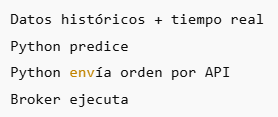 Datos históricos + tiempo real
Python predice
Python envía orden por API
Broker ejecuta